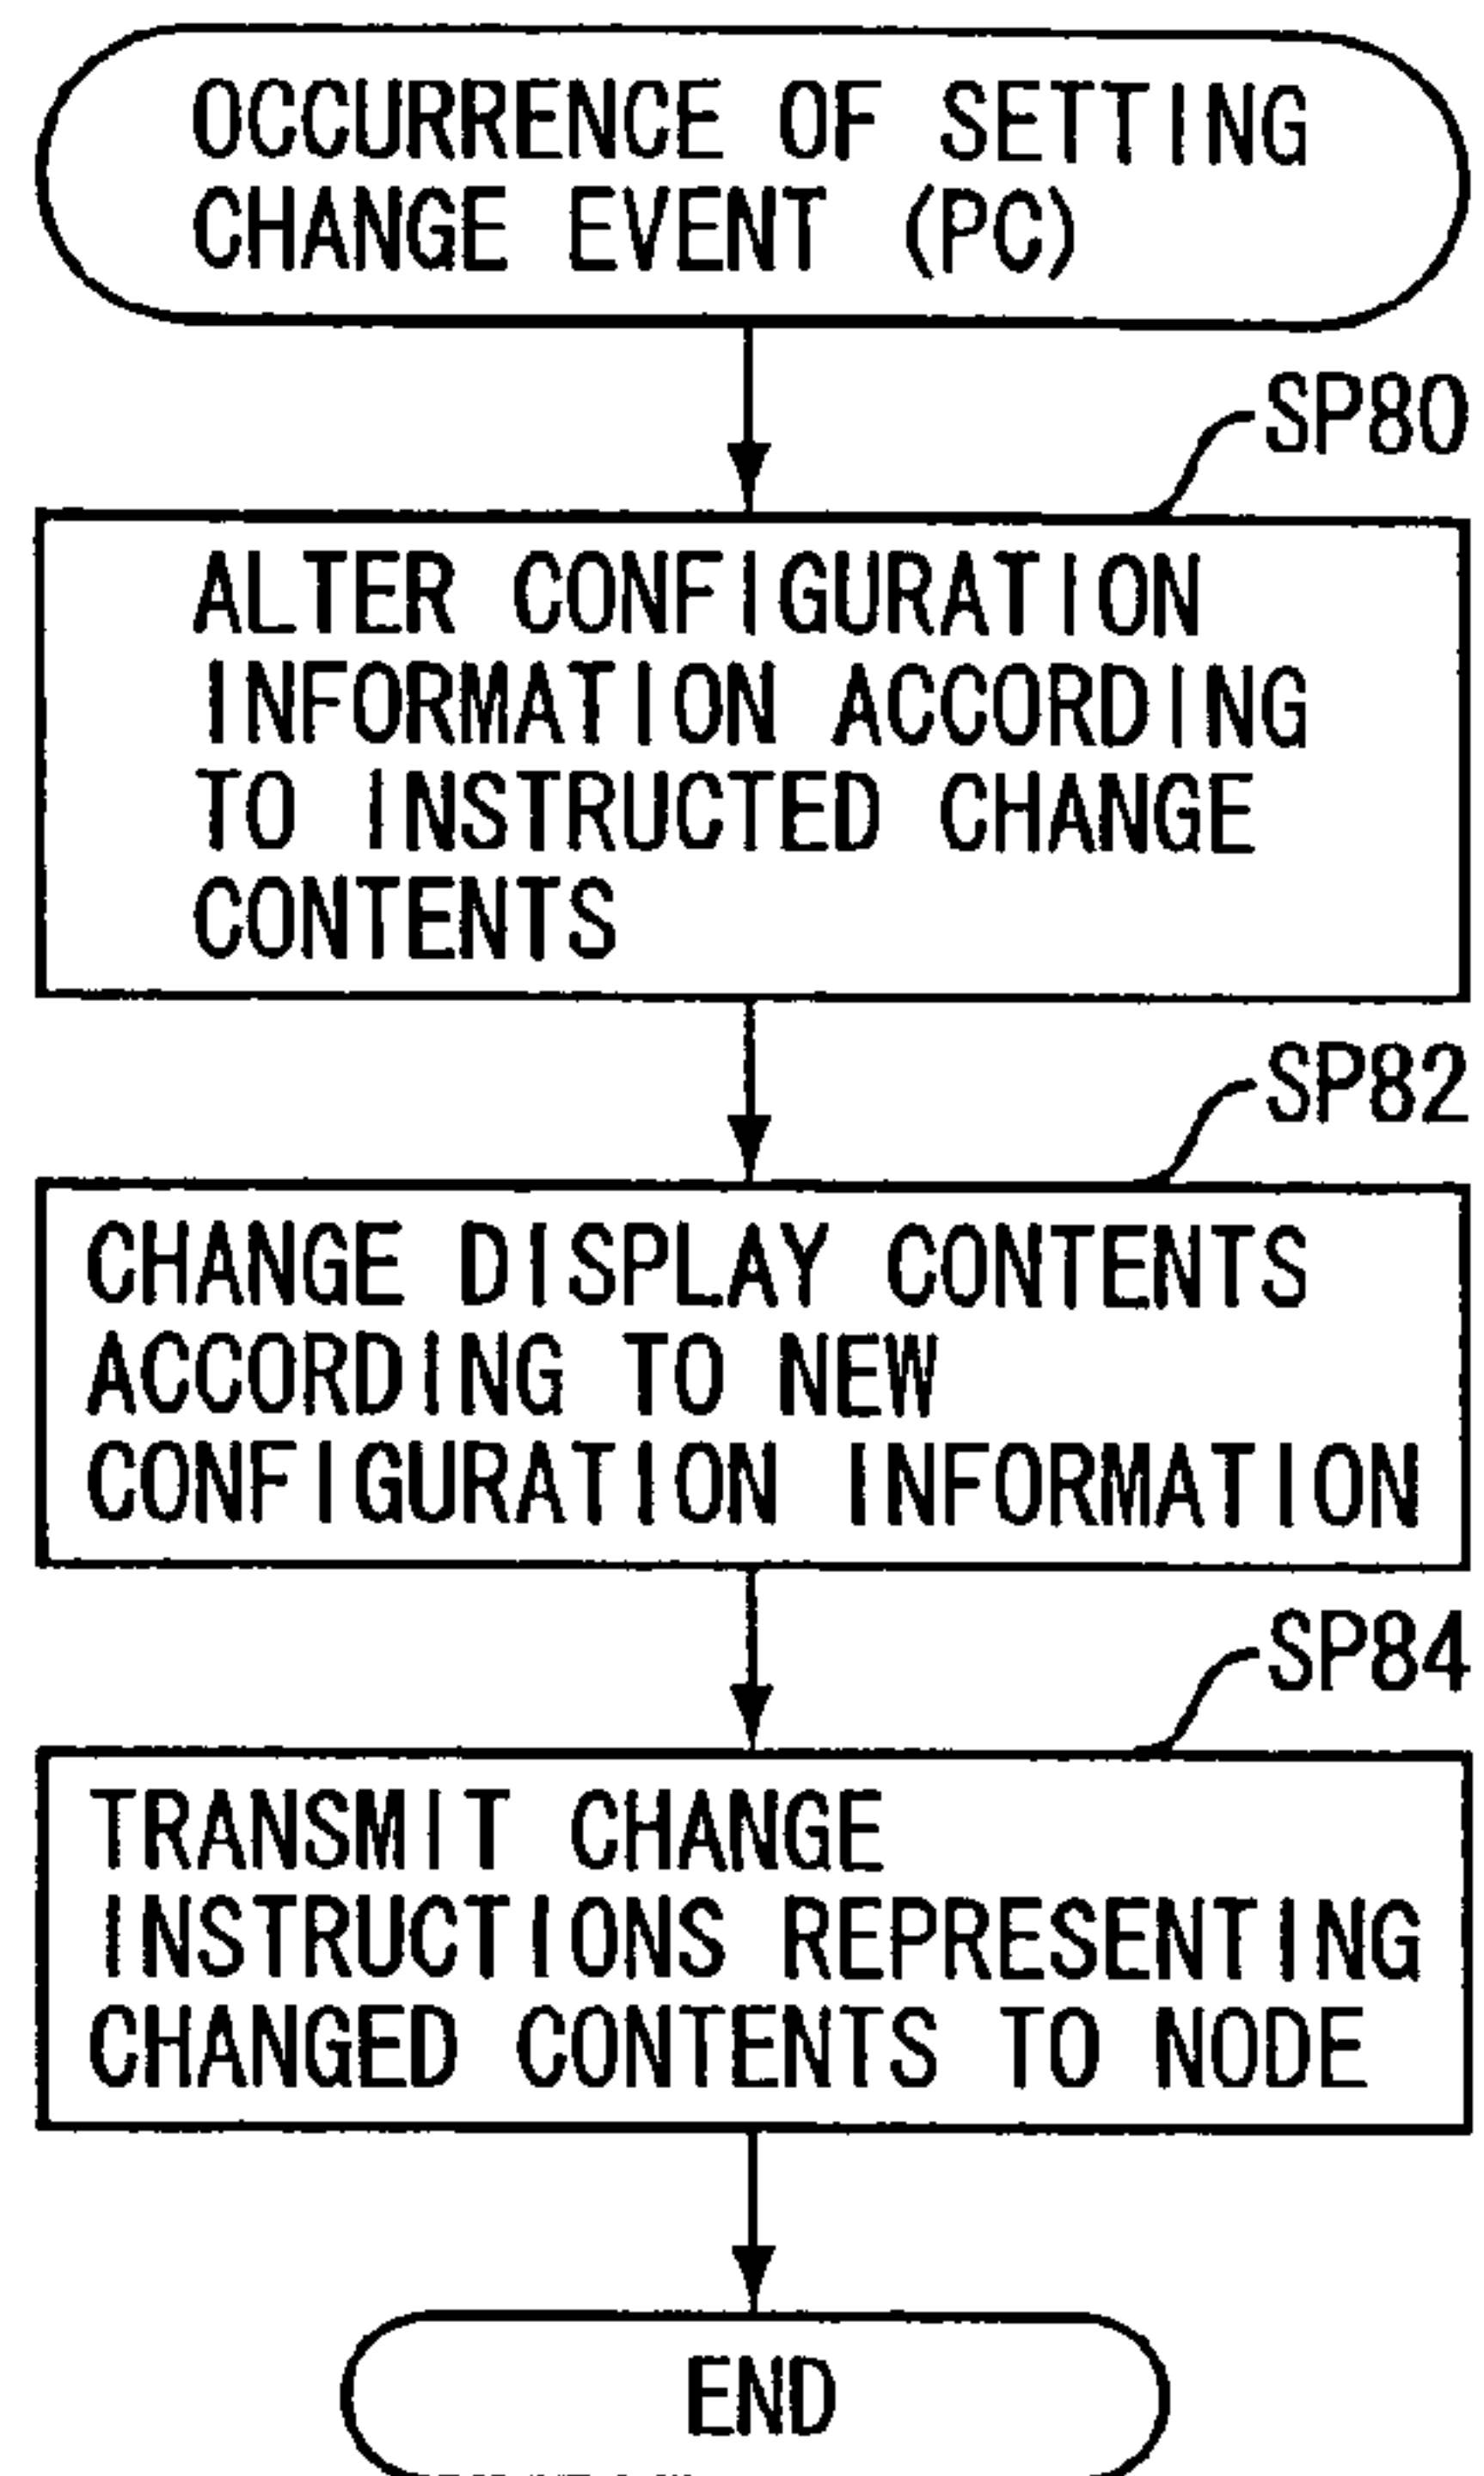 OCCURRENCE OF SETTING
CHANGE EVENT (PC)
SP80
ALTER CONFIGURATION
INFORMATION ACCORDING
TO INSTRUCTED CHANGE
CONTENTS
SP82
CHANGE DISPLAY CONTENTS
ACCORDING TO NEW
CONFIGURATION INFORMATION
SP84
TRANSMIT CHANGE
INSTRUCTIONS REPRESENTING
CHANGED CONTENTS TO NODE
END